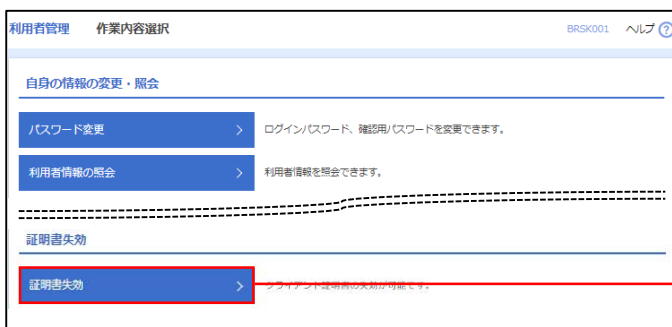 利用者管理 作業内容選択 BRSK001 ヘルプ ?
自身の情報の変更・照会
パスワード変更 > ログインパスワード、確認用パスワードを変更できます。
利用者情報の照会 > 利用者情報を照会できます。
証明書失効
証明書失効 > クライアント証明書の失効が可能です。